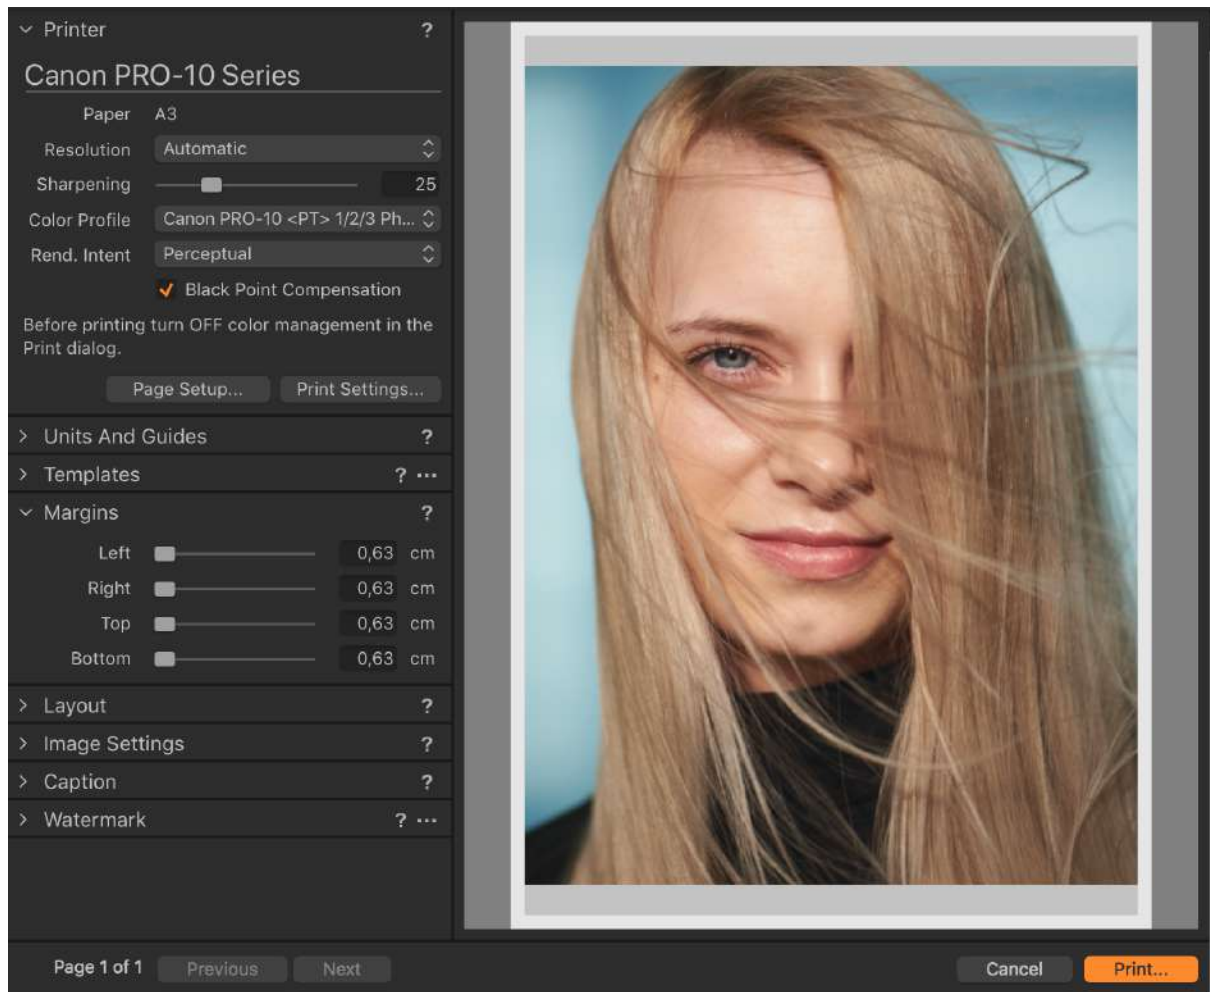 Printer ?
Canon PRO-10 Series
Paper A3
Resolution Automatic
Sharpening 25
Color Profile Canon PRO-10 <PT> 1/2/3 Ph...
Rend. Intent Perceptual
Black Point Compensation
Before printing turn OFF color management in the
Print dialog.
Page Setup... Print Settings...
Units And Guides ?
Templates ? ...
Margins ?
Left 0,63 cm
Right 0,63 cm
Top 0,63 cm
Bottom 0,63 cm
Layout ?
Image Settings ?
Caption ?
Watermark ? ...
Page 1 of 1 Previous Next Cancel Print...